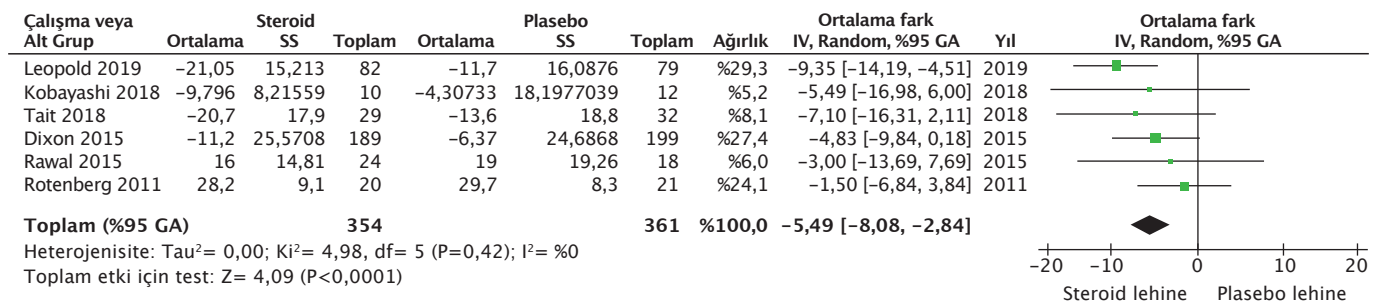 Çalışma veya Steroid Plasebo Ortalama fark Ortalama fark
Alt Grup Ortalama SS Toplam Ortalama SS Toplam Ağırlık IV, Random, %95 GA Yıl IV, Random, %95 GA
Leopold 2019 −21,05 15,213 82 −11,7 16,0876 79 %29,3 −9,35 [−14,19, −4,51] 2019
Kobayashi 2018 −9,796 8,21559 10 −4,30733 18,1977039 12 %5,2 −5,49 [−16,98, 6,00] 2018
Tait 2018 −20,7 17,9 29 −13,6 18,8 32 %8,1 −7,10 [−16,31, 2,11] 2018
Dixon 2015 −11,2 25,5708 189 −6,37 24,6868 199 %27,4 −4,83 [−9,84, 0,18] 2015
Rawal 2015 16 14,81 24 19 19,26 18 %6,0 −3,00 [−13,69, 7,69] 2015
Rotenberg 2011 28,2 9,1 20 29,7 8,3 21 %24,1 −1,50 [−6,84, 3,84] 2011
Toplam (%95 GA) 354 361 %100,0 −5,49 [−8,08, −2,84]
Heterojenisite: Tau²= 0,00; Ki²= 4,98, df= 5 (P=0,42); I²= %0
Toplam etki için test: Z= 4,09 (P<0,0001)
−20 −10 0 10 20
Steroid lehine Plasebo lehine